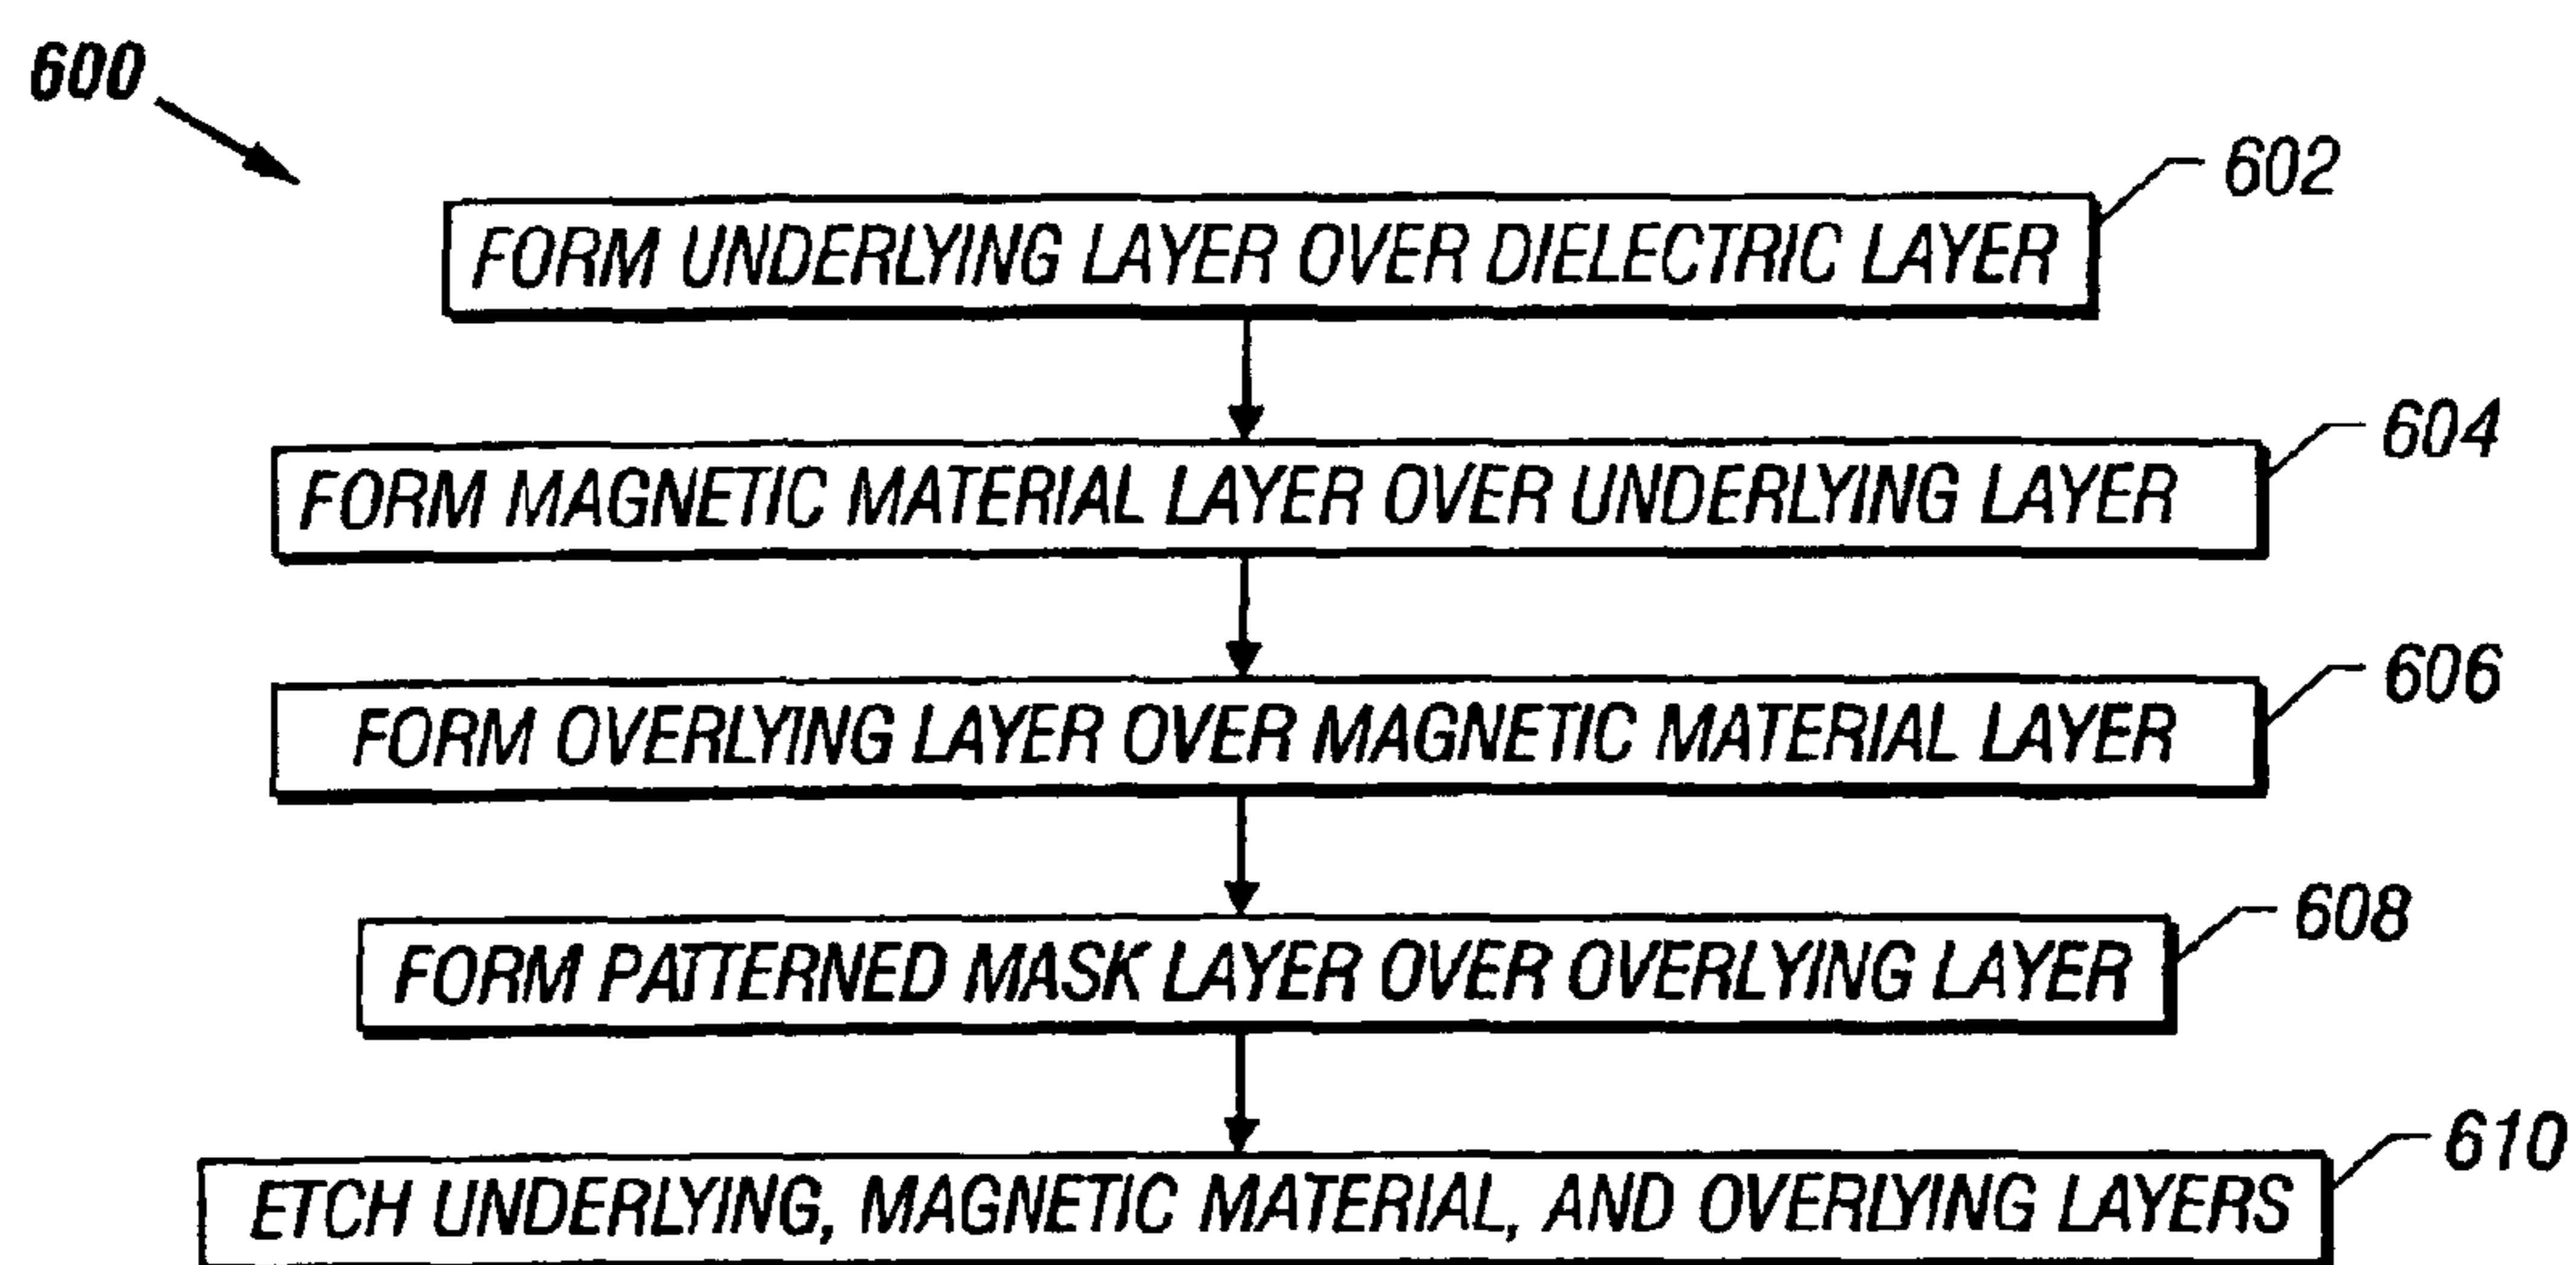 600
602
FORM UNDERLYING LAYER OVER DIELECTRIC LAYER
604
FORM MAGNETIC MATERIAL LAYER OVER UNDERLYING LAYER
606
FORM OVERLYING LAYER OVER MAGNETIC MATERIAL LAYER
608
FORM PATTERNED MASK LAYER OVER OVERLYING LAYER
610
ETCH UNDERLYING, MAGNETIC MATERIAL, AND OVERLYING LAYERS